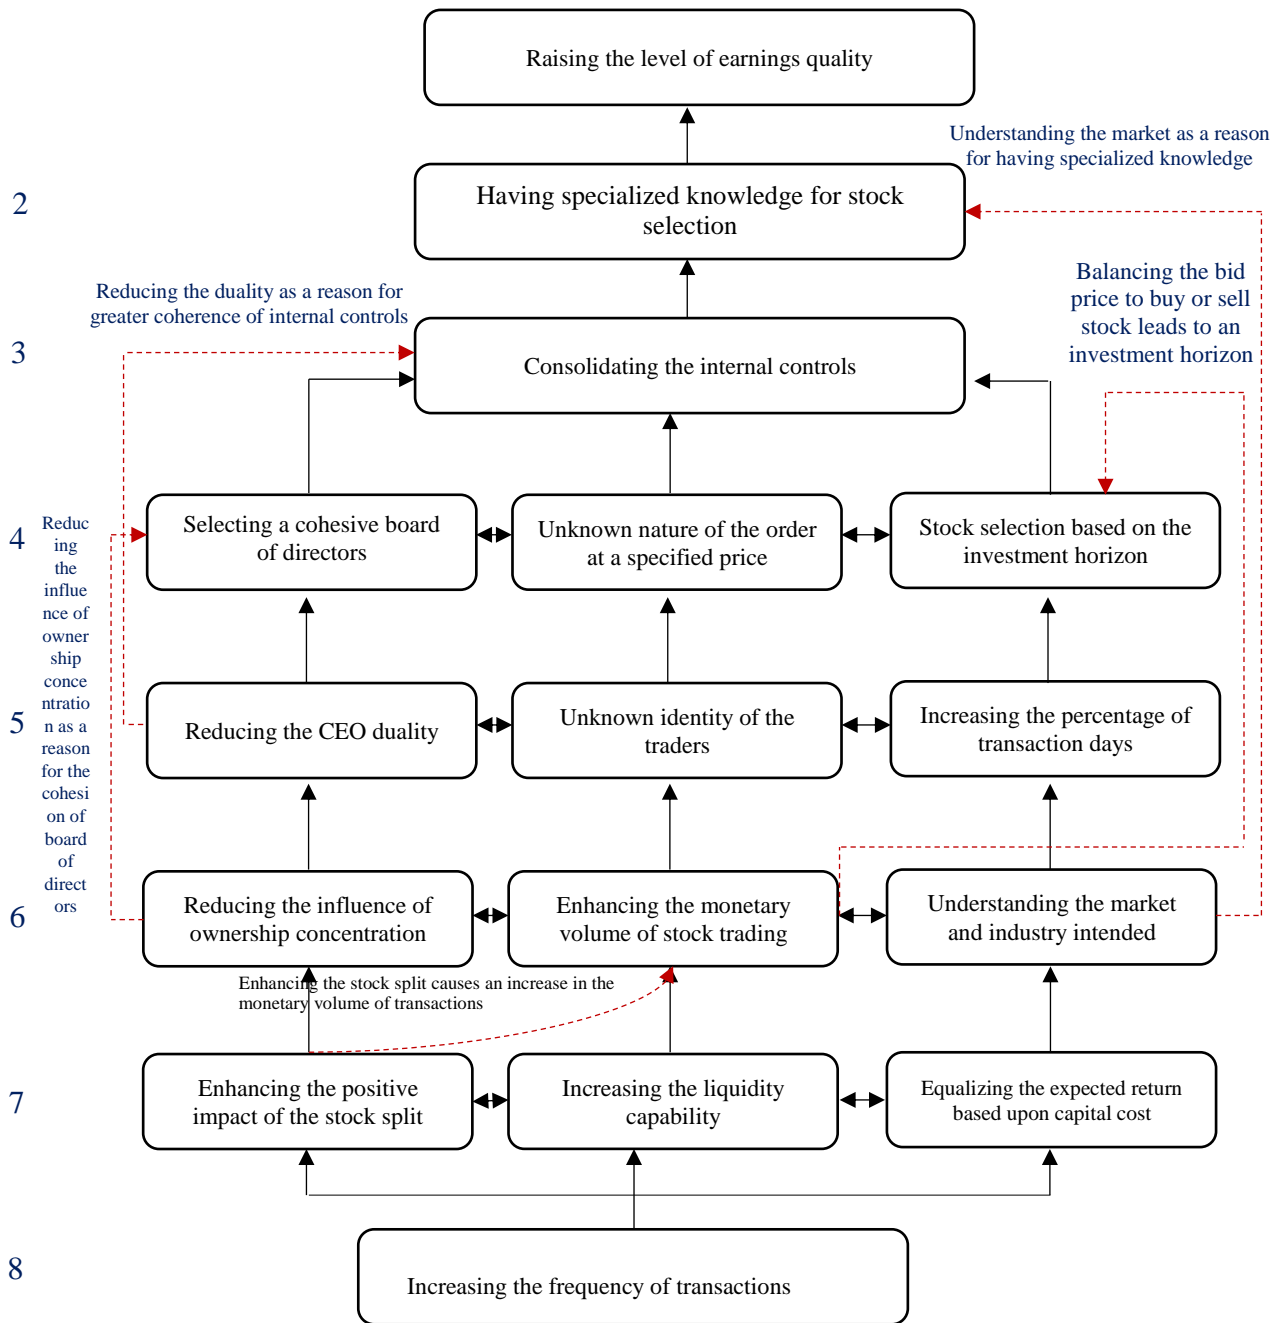 Raising the level of earnings quality
Understanding the market as a reason
for having specialized knowledge
2
Having specialized knowledge for stock
selection
Reducing the duality as a reason for
greater coherence of internal controls
Balancing the bid
price to buy or sell
stock leads to an
investment horizon
3
Consolidating the internal controls
4
Reduc
ing
the
influe
nce of
owner
ship
conce
ntratio
n as a
reason
for the
cohesi
on of
board
of
direct
ors
Selecting a cohesive board
of directors
Unknown nature of the order
at a specified price
Stock selection based on the
investment horizon
5
Reducing the CEO duality
Unknown identity of the
traders
Increasing the percentage of
transaction days
6
Reducing the influence of
ownership concentration
Enhancing the monetary
volume of stock trading
Understanding the market
and industry intended
Enhancing the stock split causes an increase in the
monetary volume of transactions
7
Enhancing the positive
impact of the stock split
Increasing the liquidity
capability
Equalizing the expected return
based upon capital cost
8
Increasing the frequency of transactions